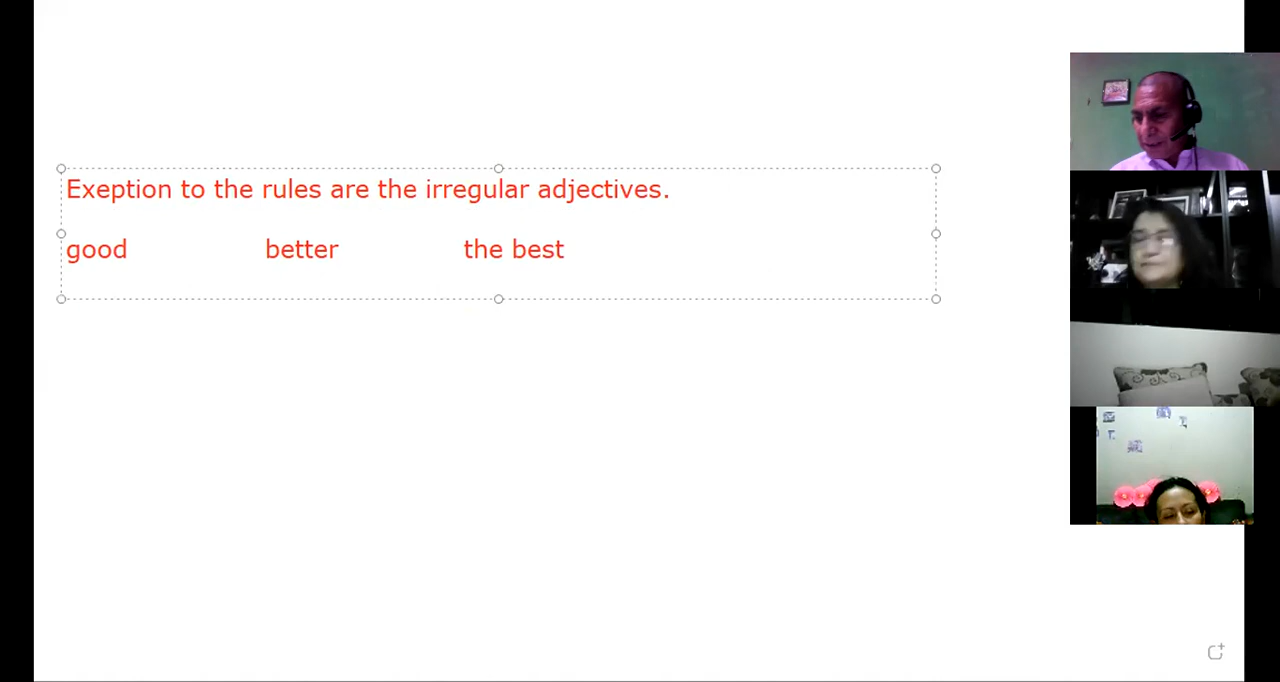 Exeption to the rules are the irregular adjectives.
good better the best